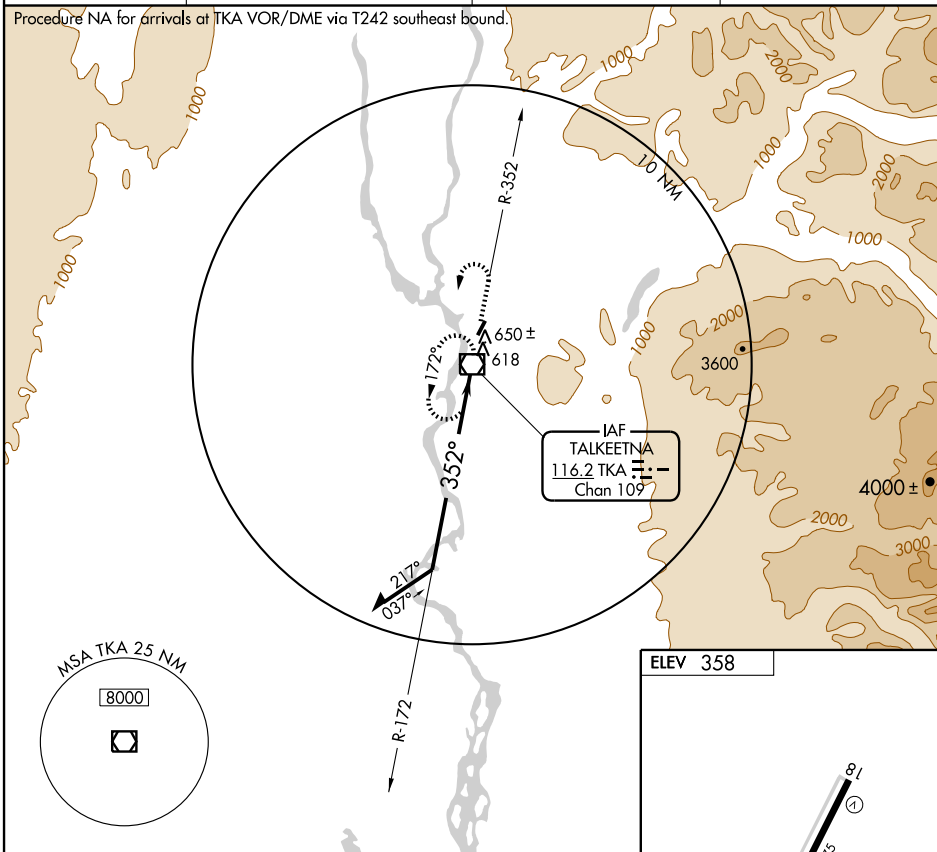 Procedure NA for arrivals at TKA VOR/DME via T242 southeast bound.
1000
2000
1000
1000
2000
10 NM
R-352
1000
1000
650 ±
618
172°
2000
1000
3600
352°
IAF
TALKEETNA
116.2 TKA
Chan 109
4000 ±
2000
3000
217°
037°
MSA TKA 25 NM
8000
R-172
ELEV 358
18